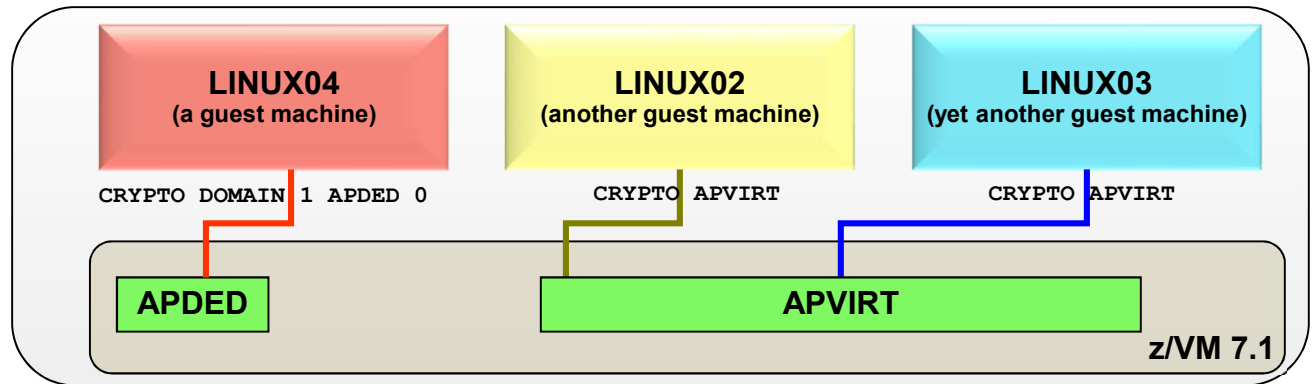 LINUX04
(a guest machine)
LINUX02
(another guest machine)
LINUX03
(yet another guest machine)
CRYPTO DOMAIN 1 APDED 0
CRYPTO APVIRT
CRYPTO APVIRT
APDED
APVIRT
z/VM 7.1